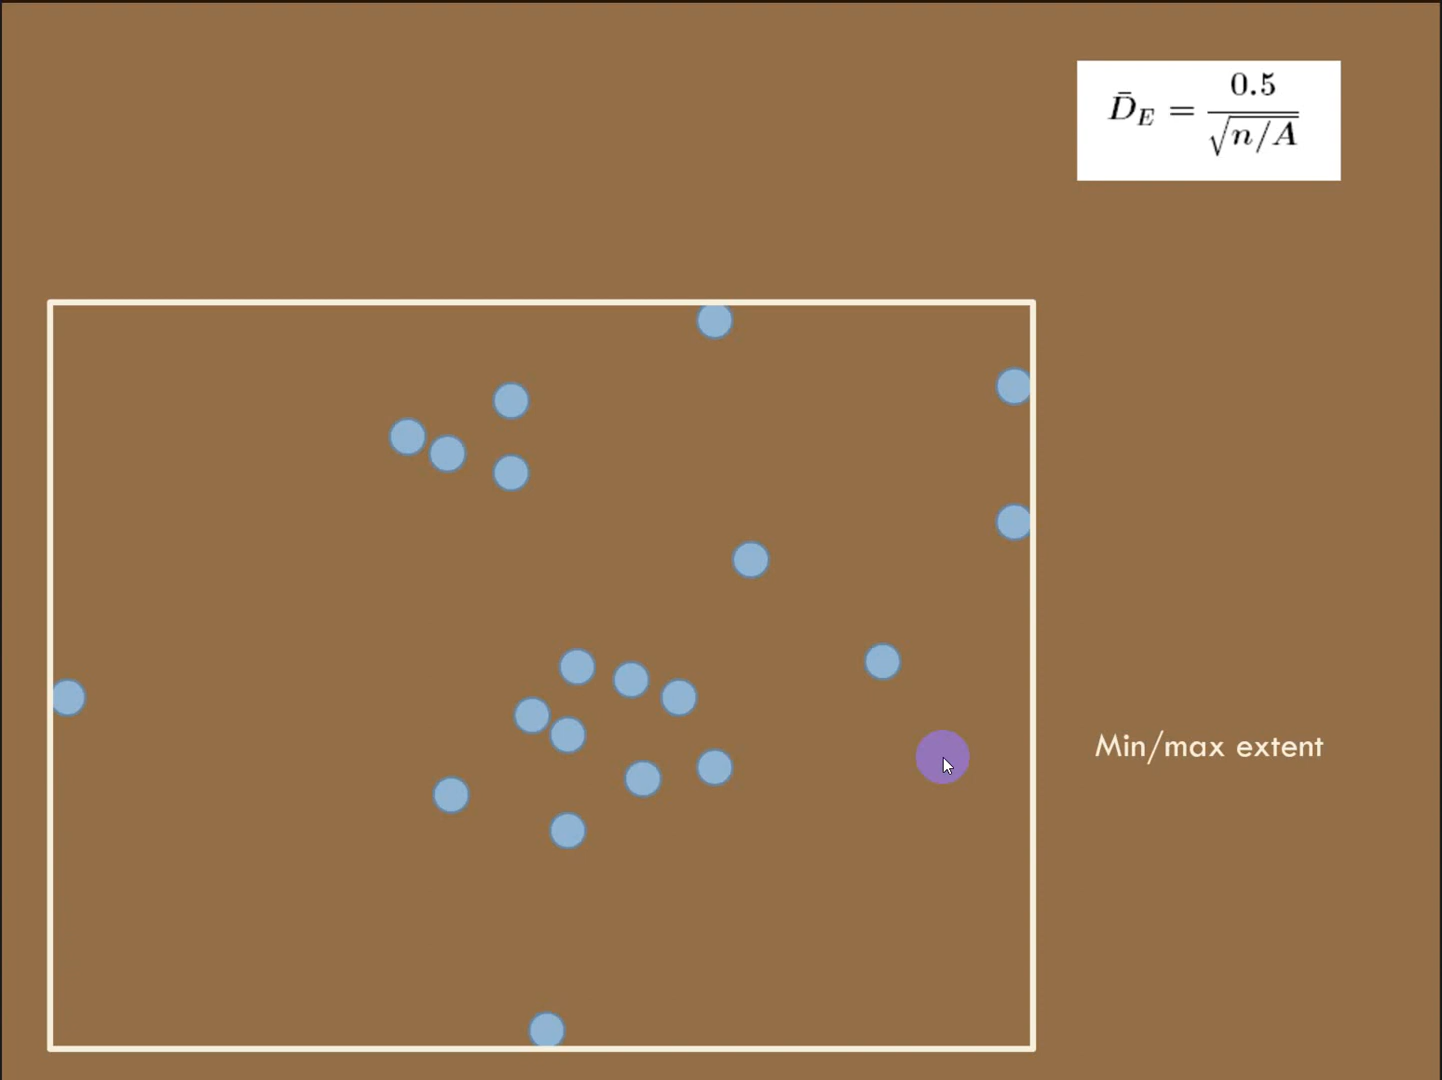 D̄_E = 0.5 / √(n/A)
Min/max extent